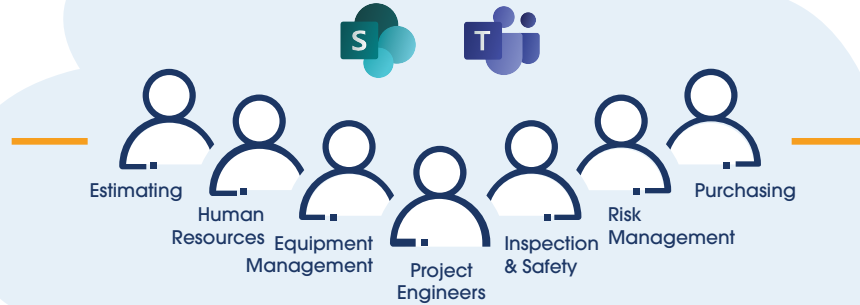 S
T
Estimating
Human
Resources
Equipment
Management
Project
Engineers
Inspection
& Safety
Risk
Management
Purchasing